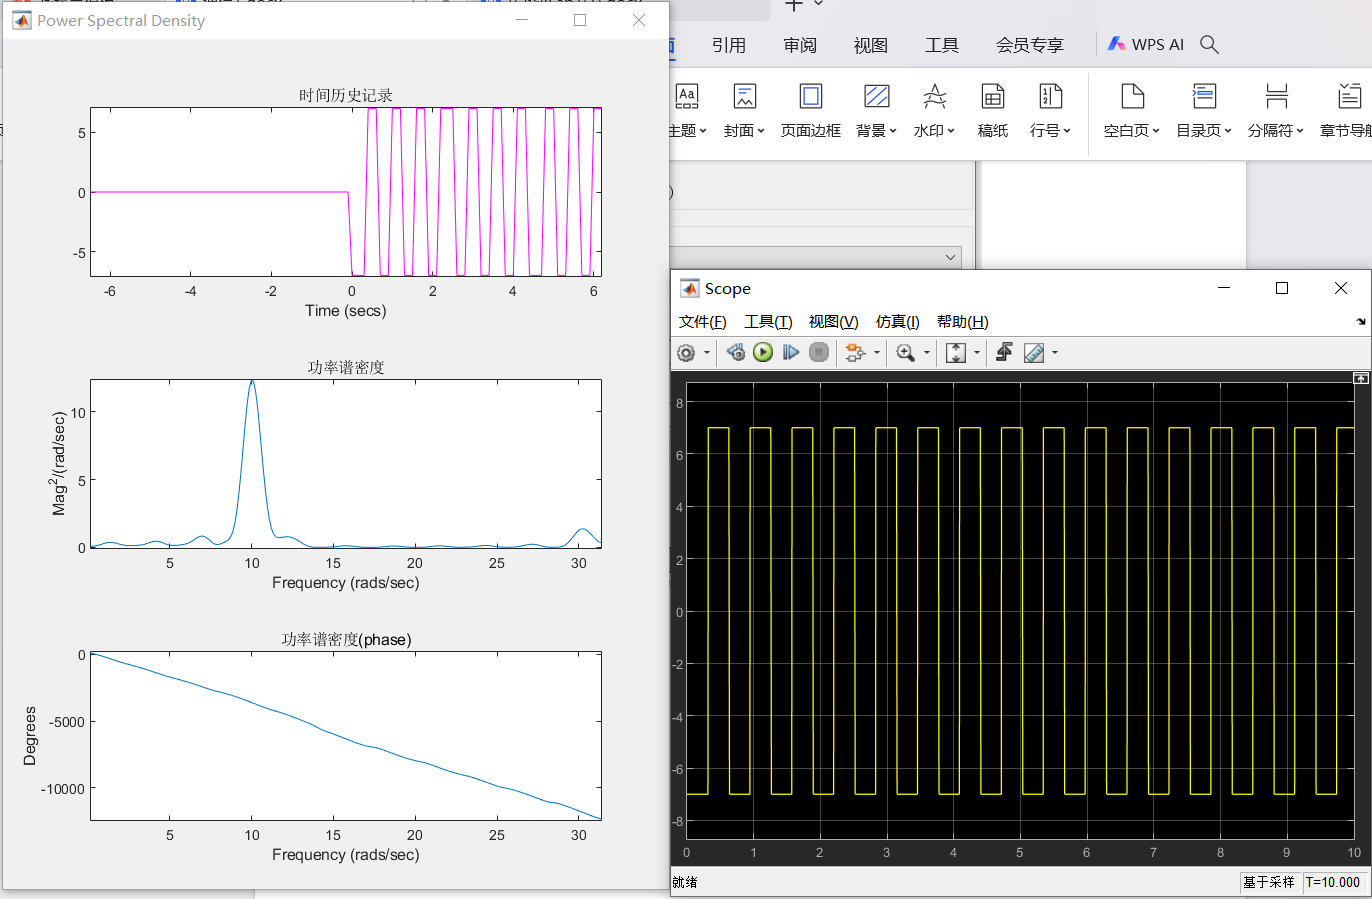 Power Spectral Density
时间历史记录
5
0
-5
-6 -4 -2 0 2 4 6
Time (secs)
功率谱密度
Mag²/(rad/sec)
10
5
0
5 10 15 20 25 30
Frequency (rads/sec)
功率谱密度(phase)
Degrees
0
-5000
-10000
5 10 15 20 25 30
Frequency (rads/sec)
引用 审阅 视图 工具 会员专享 WPS AI
主题 封面 页面边框 背景 水印 稿纸 行号 空白页 目录页 分隔符 章节导航
)
Scope
文件(F) 工具(T) 视图(V) 仿真(I) 帮助(H)
8
6
4
2
0
-2
-4
-6
-8
0 1 2 3 4 5 6 7 8 9 10
就绪 基于采样 T=10.000